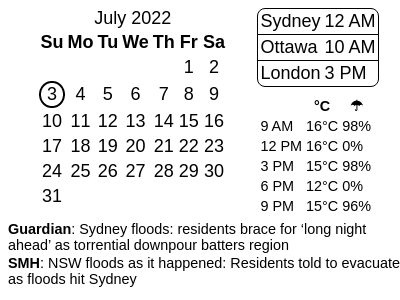 July 2022
Su Mo Tu We Th Fr Sa
1 2
3 4 5 6 7 8 9
10 11 12 13 14 15 16
17 18 19 20 21 22 23
24 25 26 27 28 29 30
31
Sydney 12 AM
Ottawa 10 AM
London 3 PM
°C ☂
9 AM 16°C 98%
12 PM 16°C 0%
3 PM 15°C 98%
6 PM 12°C 0%
9 PM 15°C 96%
Guardian: Sydney floods: residents brace for ‘long night
ahead’ as torrential downpour batters region
SMH: NSW floods as it happened: Residents told to evacuate
as floods hit Sydney